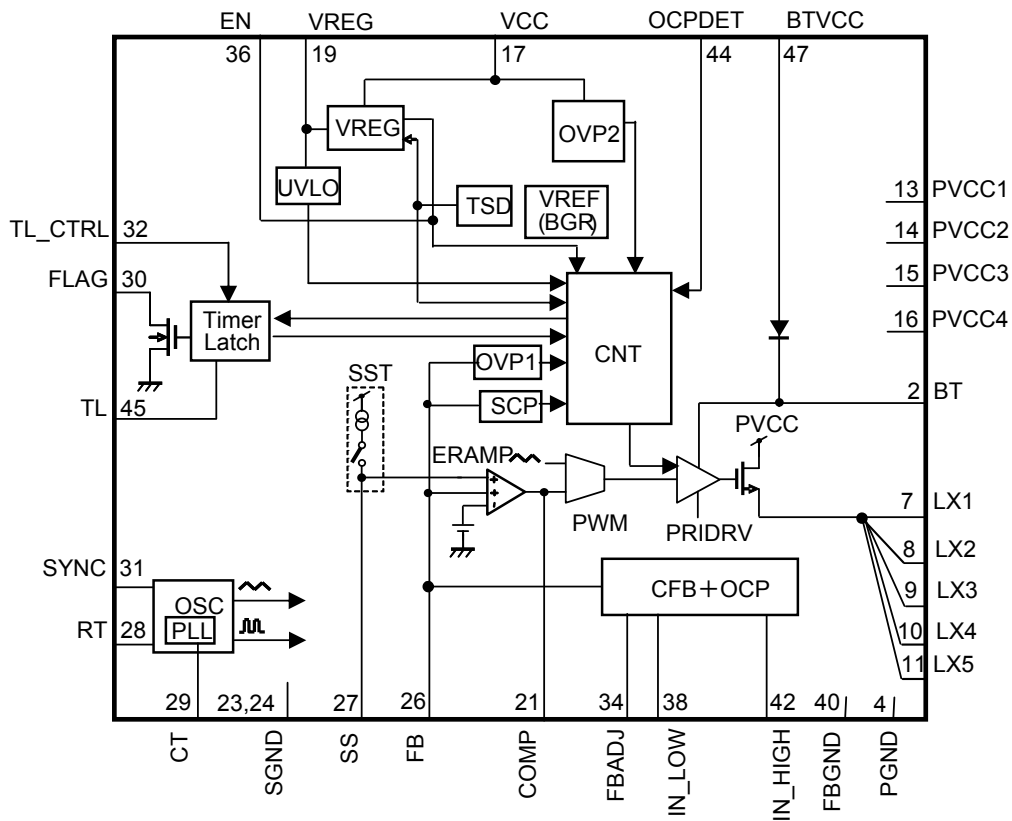 EN VREG VCC OCPDET BTVCC
36 19 17 44 47
VREG
OVP2
UVLO
TSD
VREF
(BGR)
13 PVCC1
14 PVCC2
15 PVCC3
16 PVCC4
TL_CTRL 32
FLAG 30
Timer
Latch
CNT
OVP1
SST
SCP
TL 45
2 BT
PVCC
ERAMP
PWM
PRIDRV
7 LX1
8 LX2
9 LX3
10 LX4
11 LX5
SYNC 31
OSC
PLL
RT 28
CFB+OCP
29 23,24 27 26 21 34 38 42 40 4
CT
SGND
SS
FB
COMP
FBADJ
IN_LOW
IN_HIGH
FBGND
PGND